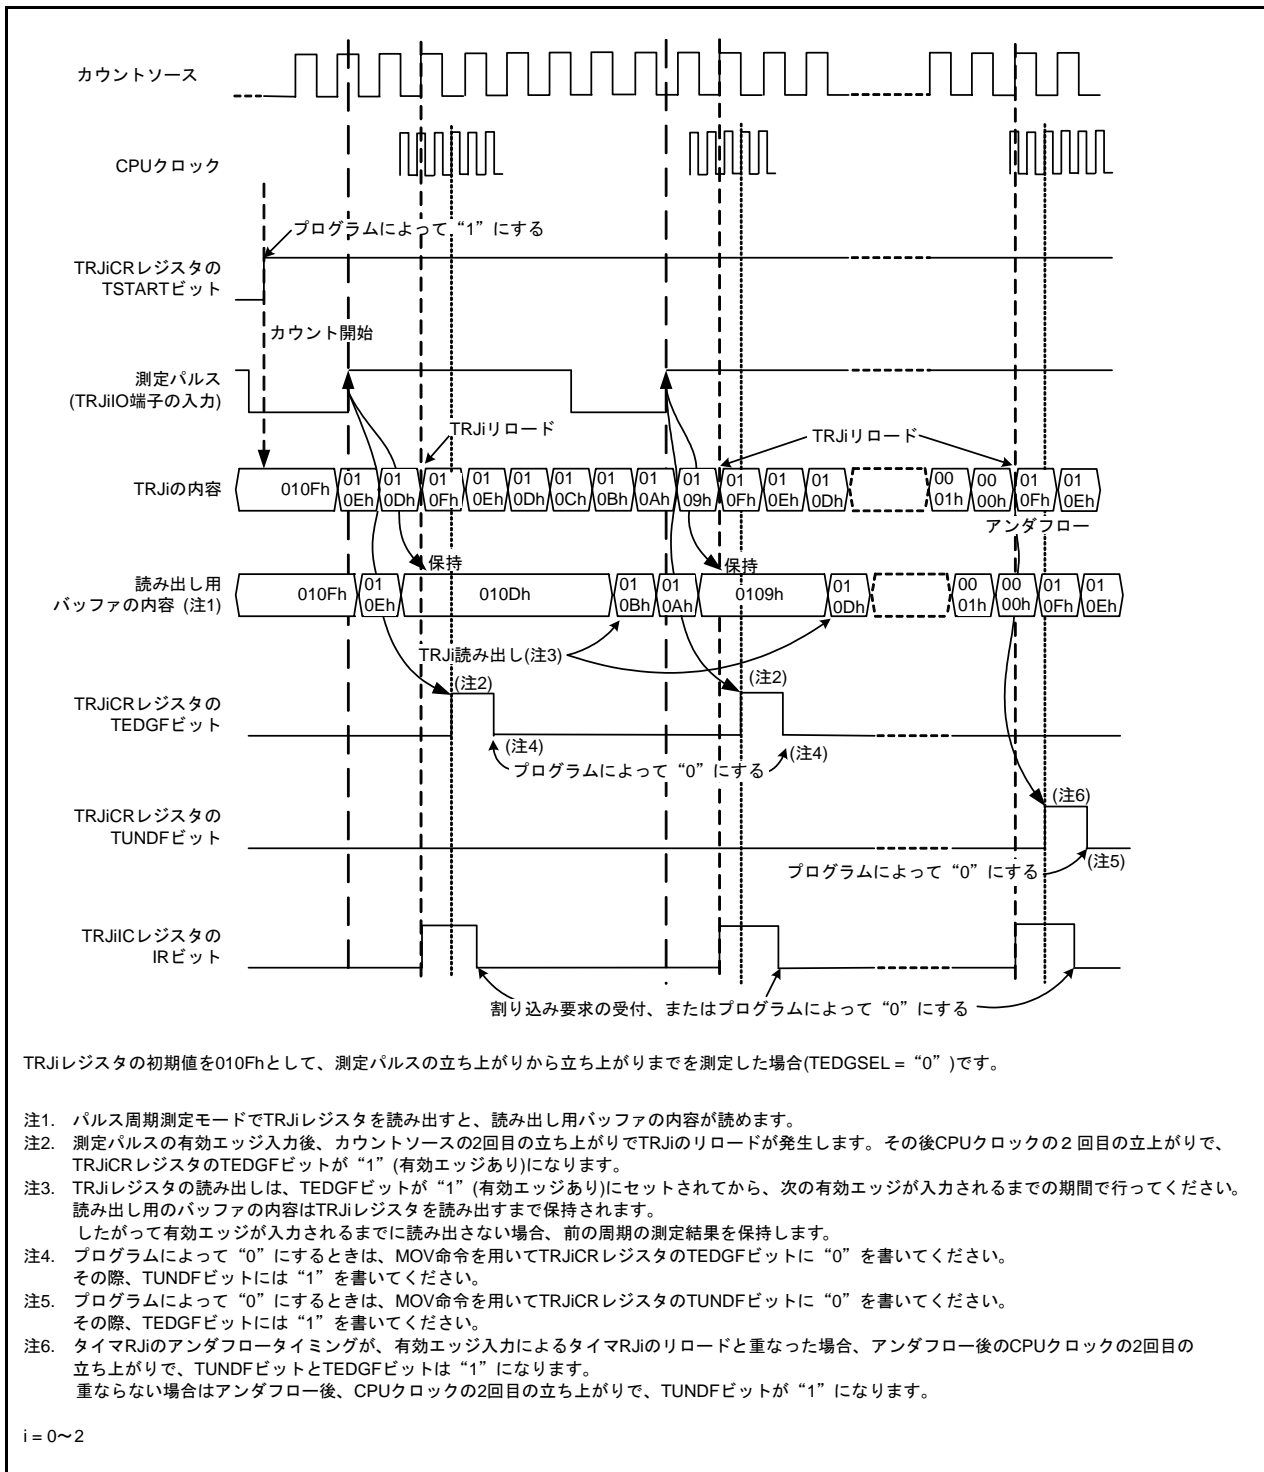 カウントソース
CPUクロック
プログラムによって“1”にする
TRJiCRレジスタの
TSTARTビット
カウント開始
測定パルス
(TRJiIO端子の入力)
TRJiリロード
TRJiリロード
TRJiの内容
010Fh
01 0Eh
01 0Dh
01 0Fh
01 0Eh
01 0Dh
01 0Ch
01 0Bh
01 0Ah
01 09h
01 0Fh
01 0Eh
01 0Dh
00 01h
00 00h
01 0Fh
01 0Eh
アンダフロー
保持
保持
読み出し用
バッファの内容 (注1)
010Fh
01 0Eh
010Dh
01 0Bh
01 0Ah
0109h
01 0Dh
00 01h
00 00h
01 0Fh
01 0Eh
TRJi読み出し(注3)
(注2)
(注2)
TRJiCRレジスタの
TEDGFビット
(注4)
(注4)
プログラムによって“0”にする
(注6)
TRJiCRレジスタの
TUNDFビット
プログラムによって“0”にする
(注5)
TRJiICレジスタの
IRビット
割り込み要求の受付、またはプログラムによって“0”にする
TRJiレジスタの初期値を010Fhとして、測定パルスの立ち上がりから立ち上がりまでを測定した場合(TEDGSEL = “0”)です。
注1. パルス周期測定モードでTRJiレジスタを読み出すと、読み出し用バッファの内容が読めます。
注2. 測定パルスの有効エッジ入力後、カウントソースの2回目の立ち上がりでTRJiのリロードが発生します。その後CPUクロックの２回目の立上がりで、
TRJiCRレジスタのTEDGFビットが“1”(有効エッジあり)になります。
注3. TRJiレジスタの読み出しは、TEDGFビットが“1”(有効エッジあり)にセットされてから、次の有効エッジが入力されるまでの期間で行ってください。
読み出し用のバッファの内容はTRJiレジスタを読み出すまで保持されます。
したがって有効エッジが入力されるまでに読み出さない場合、前の周期の測定結果を保持します。
注4. プログラムによって“0”にするときは、MOV命令を用いてTRJiCRレジスタのTEDGFビットに“0”を書いてください。
その際、TUNDFビットには“1”を書いてください。
注5. プログラムによって“0”にするときは、MOV命令を用いてTRJiCRレジスタのTUNDFビットに“0”を書いてください。
その際、TEDGFビットには“1”を書いてください。
注6. タイマRJiのアンダフロータイミングが、有効エッジ入力によるタイマRJiのリロードと重なった場合、アンダフロー後のCPUクロックの2回目の
立ち上がりで、TUNDFビットとTEDGFビットは“1”になります。
重ならない場合はアンダフロー後、CPUクロックの2回目の立ち上がりで、TUNDFビットが“1”になります。
i = 0～2